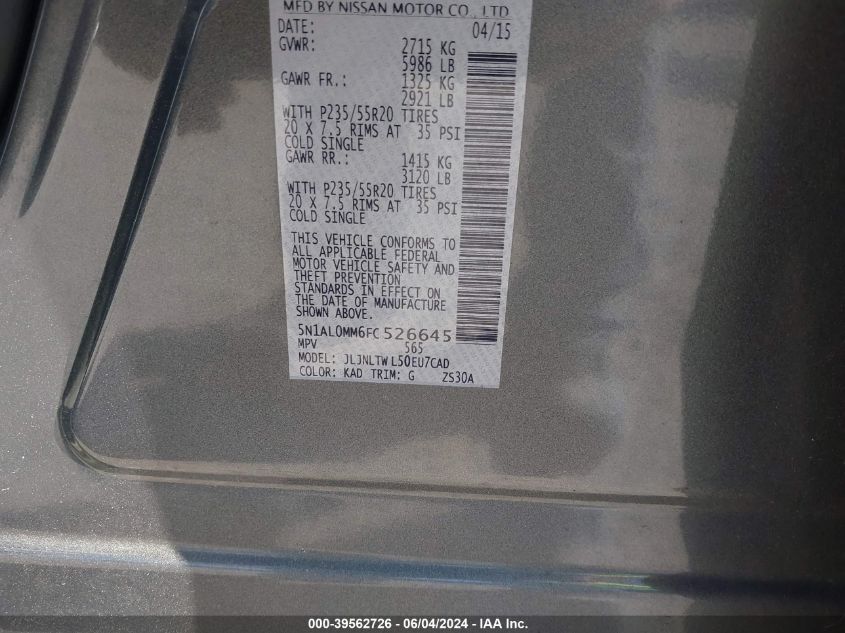 MFD BY NISSAN MOTOR CO., LTD
DATE: 04/15
GVWR: 2715 KG
5986 LB
GAWR FR.: 1325 KG
2921 LB
WITH P235/55R20 TIRES
20 X 7.5 RIMS AT 35 PSI
COLD SINGLE
GAWR RR.: 1415 KG
3120 LB
WITH P235/55R20 TIRES
20 X 7.5 RIMS AT 35 PSI
COLD SINGLE
THIS VEHICLE CONFORMS TO
ALL APPLICABLE FEDERAL
MOTOR VEHICLE SAFETY AND
THEFT PREVENTION
STANDARDS IN EFFECT ON
THE DATE OF MANUFACTURE
SHOWN ABOVE.
5N1AL0MM6FC526645
MPV 565
MODEL: JLJNLTWL50EU7CAD
COLOR: KAD TRIM: G ZS30A
000-39562726 - 06/04/2024 - IAA Inc.